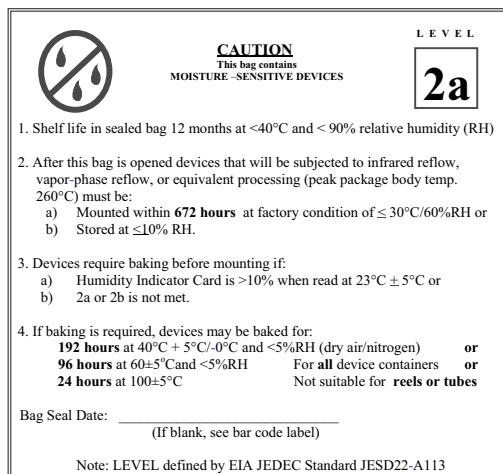 LEVEL
CAUTION
This bag contains
MOISTURE –SENSITIVE DEVICES
2a
1. Shelf life in sealed bag 12 months at <40°C and < 90% relative humidity (RH)
2. After this bag is opened devices that will be subjected to infrared reflow,
vapor-phase reflow, or equivalent processing (peak package body temp.
260°C) must be:
a) Mounted within 672 hours at factory condition of ≤ 30°C/60%RH or
b) Stored at ≤10% RH.
3. Devices require baking before mounting if:
a) Humidity Indicator Card is >10% when read at 23°C ± 5°C or
b) 2a or 2b is not met.
4. If baking is required, devices may be baked for:
192 hours at 40°C + 5°C/-0°C and <5%RH (dry air/nitrogen) or
96 hours at 60±5°Cand <5%RH For all device containers or
24 hours at 100±5°C Not suitable for reels or tubes
Bag Seal Date: ____________________
(If blank, see bar code label)
Note: LEVEL defined by EIA JEDEC Standard JESD22-A113